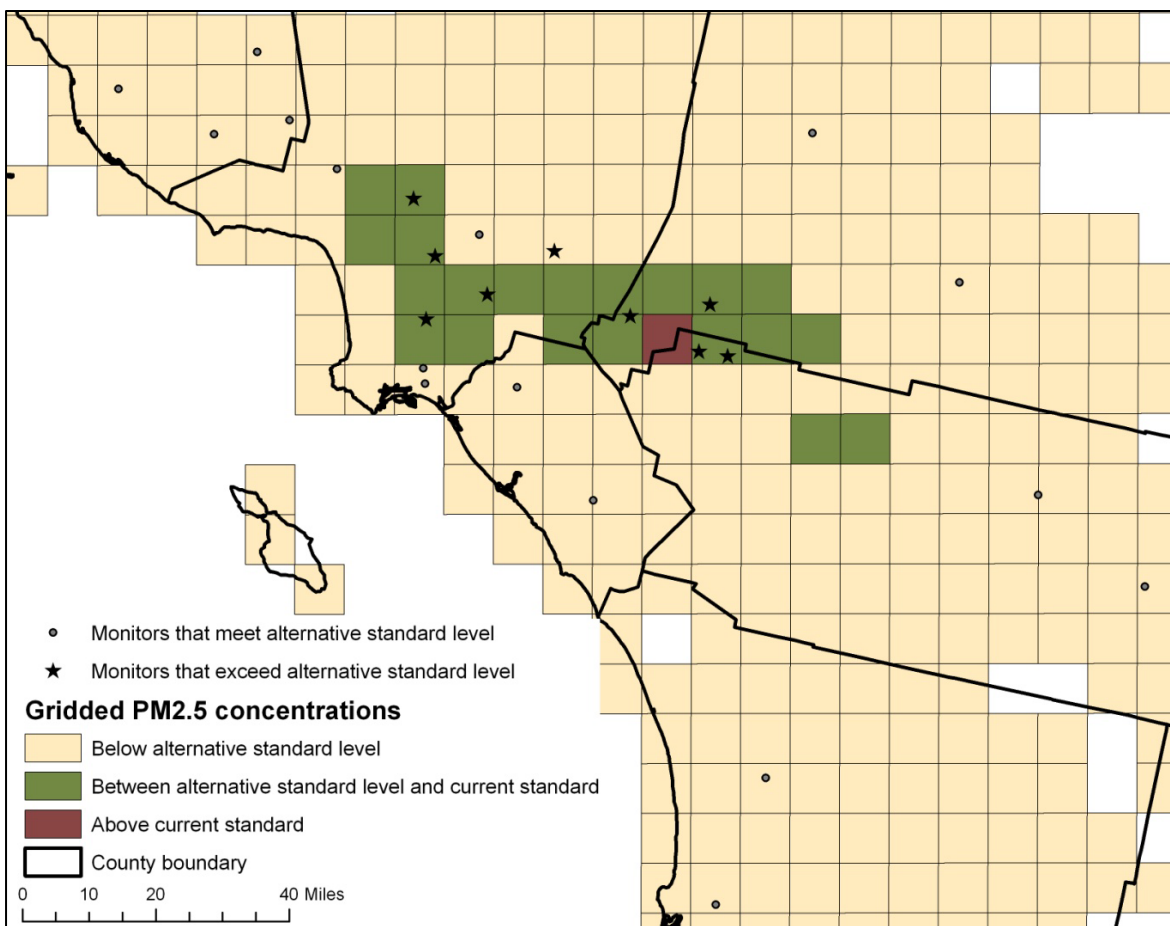 Monitors that meet alternative standard level
Monitors that exceed alternative standard level
Gridded PM2.5 concentrations
Below alternative standard level
Between alternative standard level and current standard
Above current standard
County boundary
0 10 20 40 Miles